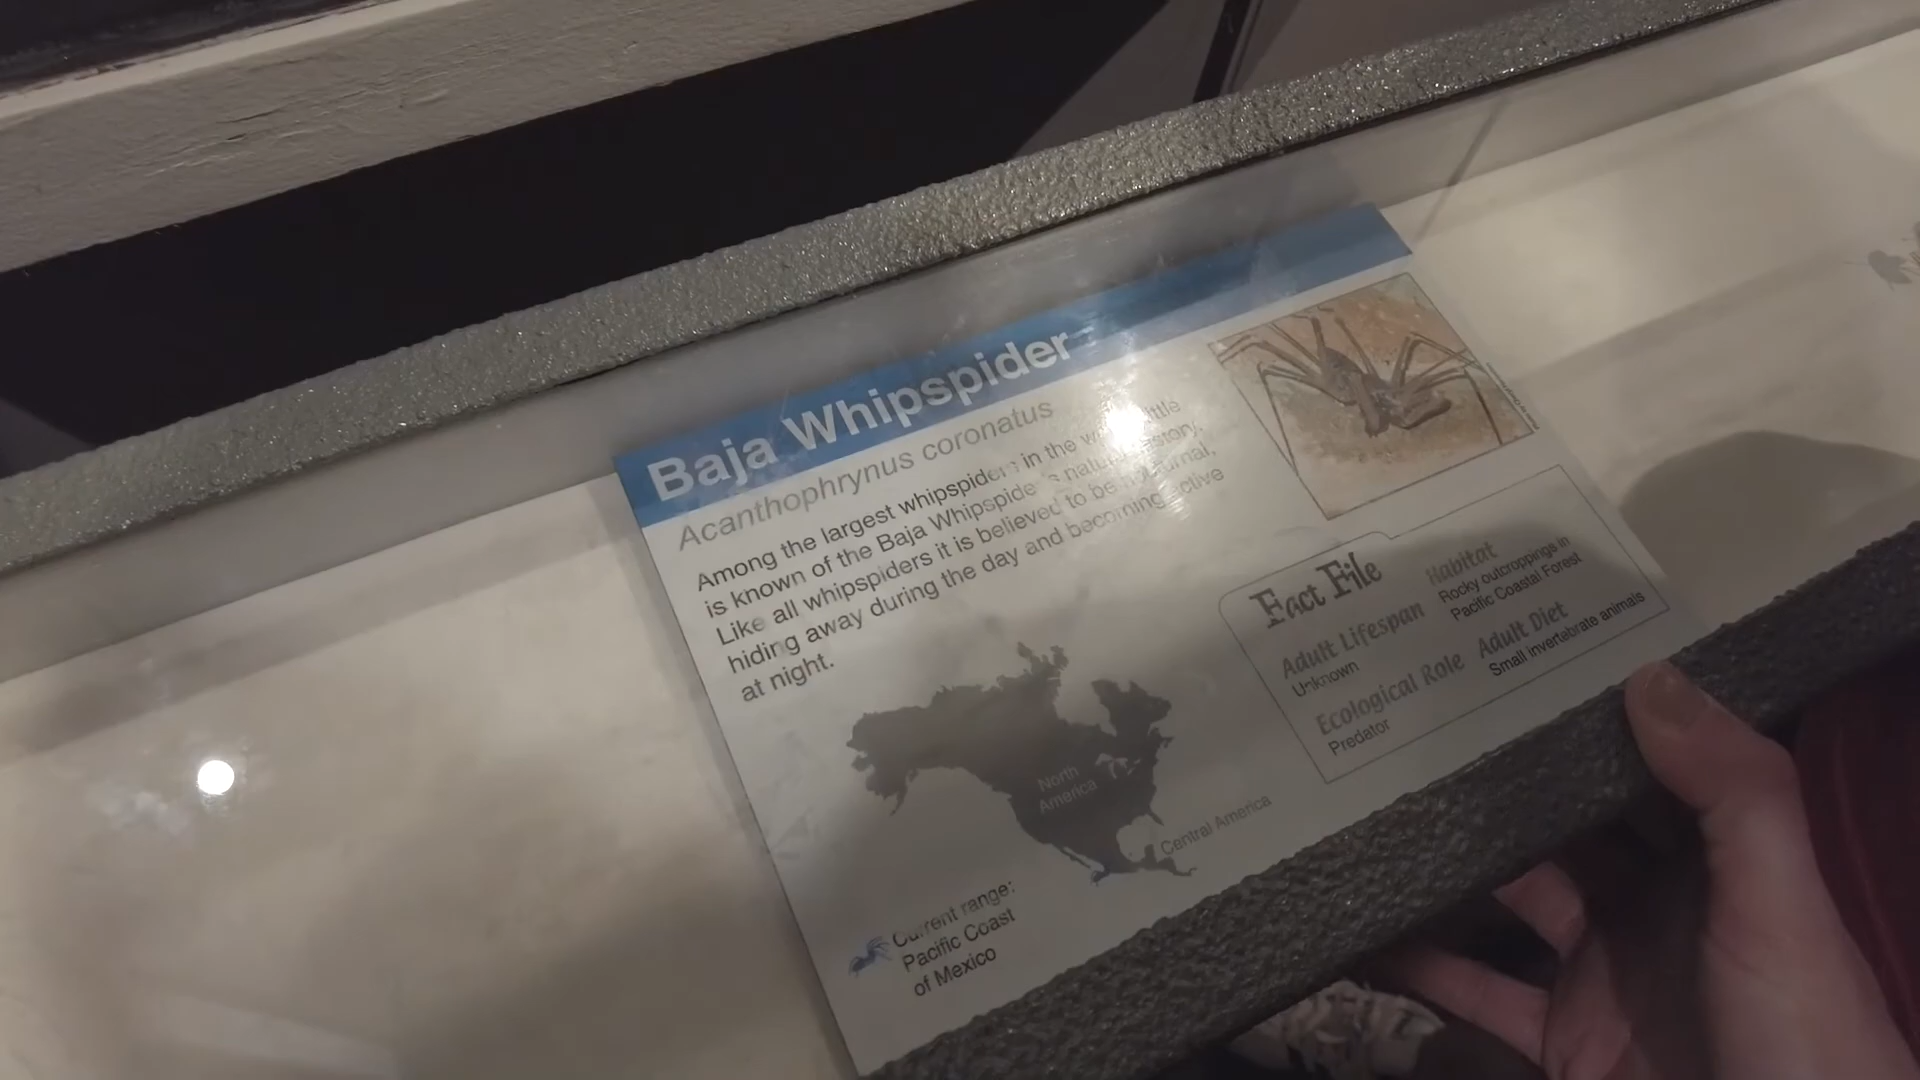 Baja Whipspider
Acanthophrynus coronatus
Among the largest whipspiders in the little
is known of the Baja Whipspider's
Like all whipspiders it is believed to be nocturnal,
hiding away during the day and becoming active
at night.
Fact File
Adult Lifespan
Unknown
Ecological Role
Predator
Habitat
Rocky outcroppings in
Pacific Coastal Forest
Adult Diet
Small invertebrate animals
North
America
Central America
Current range:
Pacific Coast
of Mexico